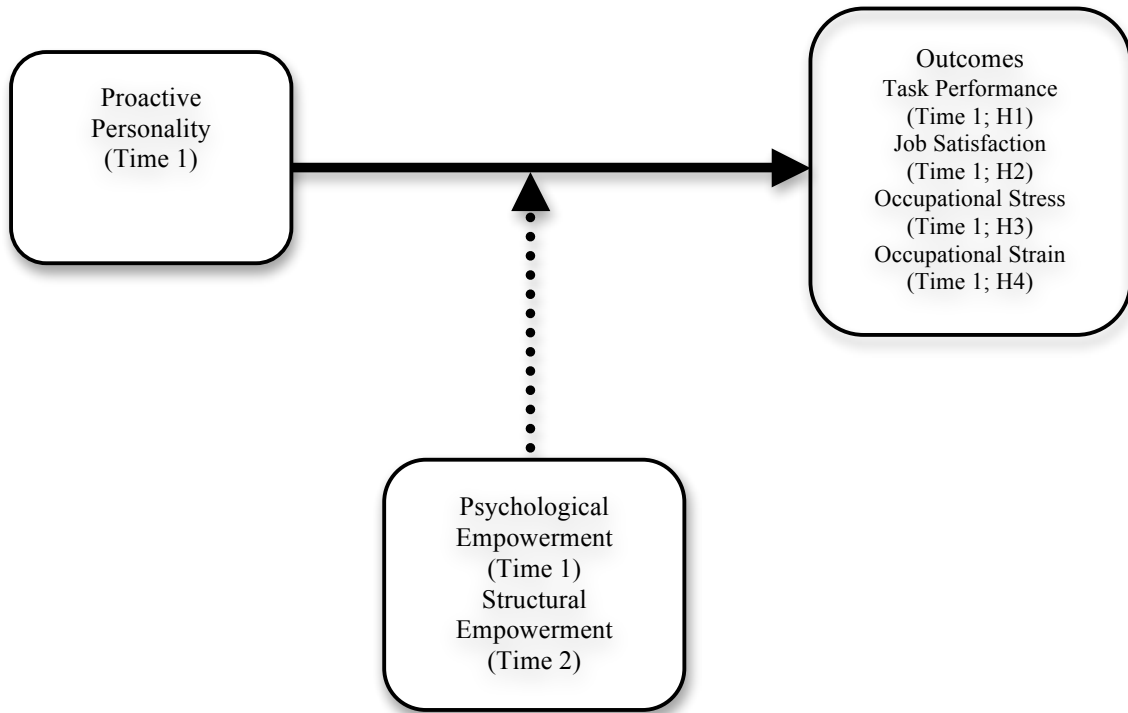 Proactive
Personality
(Time 1)
Outcomes
Task Performance
(Time 1; H1)
Job Satisfaction
(Time 1; H2)
Occupational Stress
(Time 1; H3)
Occupational Strain
(Time 1; H4)
Psychological
Empowerment
(Time 1)
Structural
Empowerment
(Time 2)